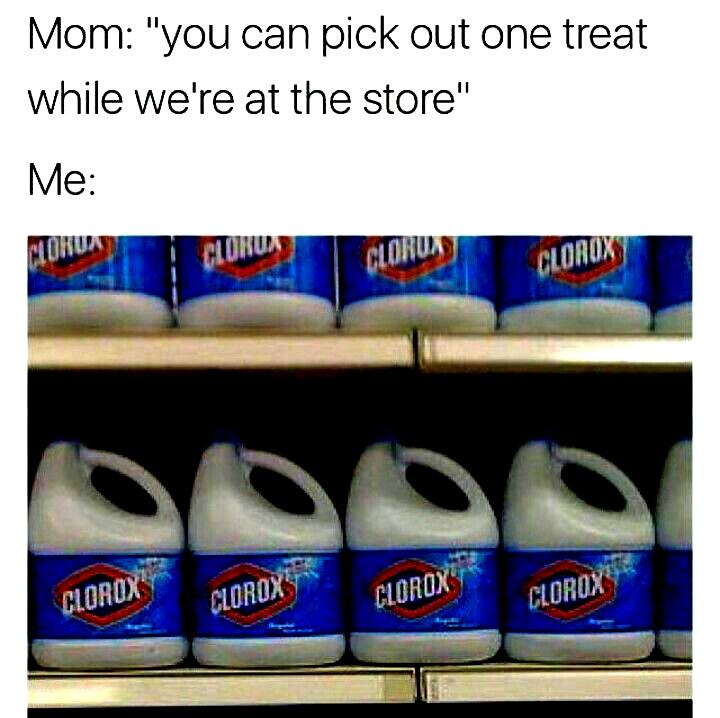 Mom: "you can pick out one treat
while we're at the store"
Me:
CLOROX CLOROX CLOROX CLOROX
CLOROX CLOROX CLOROX CLOROX